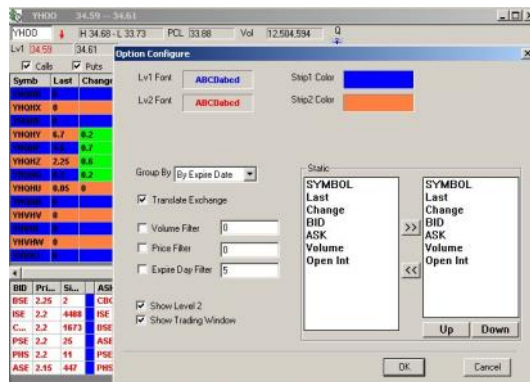 YHOO 34.59 -- 34.61
YHOO H 34.68 - L 33.73 PCL 33.88 Vol 12,504,594 Q
Lv1 34.59 34.61
Calls Puts
Symb Last Change
Option Configure
Lv1 Font ABCDabcd Strip1 Color
Lv2 Font ABCDabcd Strip2 Color
YHQHX 0
YHQHY 6.7 0.2
0.7
YHQHZ 2.25 0.6
0.2
YHQHU 0.05 0
YHVHV 0
YHVHW 0
Group By By Expire Date
Translate Exchange
Volume Filter 0
Price Filter 0
Expire Day Filter 5
Show Level 2
Show Trading Window
Static
SYMBOL SYMBOL
Last Last
Change Change
BID BID
ASK ASK
Volume Volume
Open Int Open Int
>>
<<
Up Down
OK Cancel
BID Pri... Si... ASK
BSE 2.25 2 CBO
ISE 2.2 4488 ISE
C... 2.2 1673 BSE
PSE 2.2 25 ASE
PHS 2.2 11 PSE
ASE 2.15 447 PHS